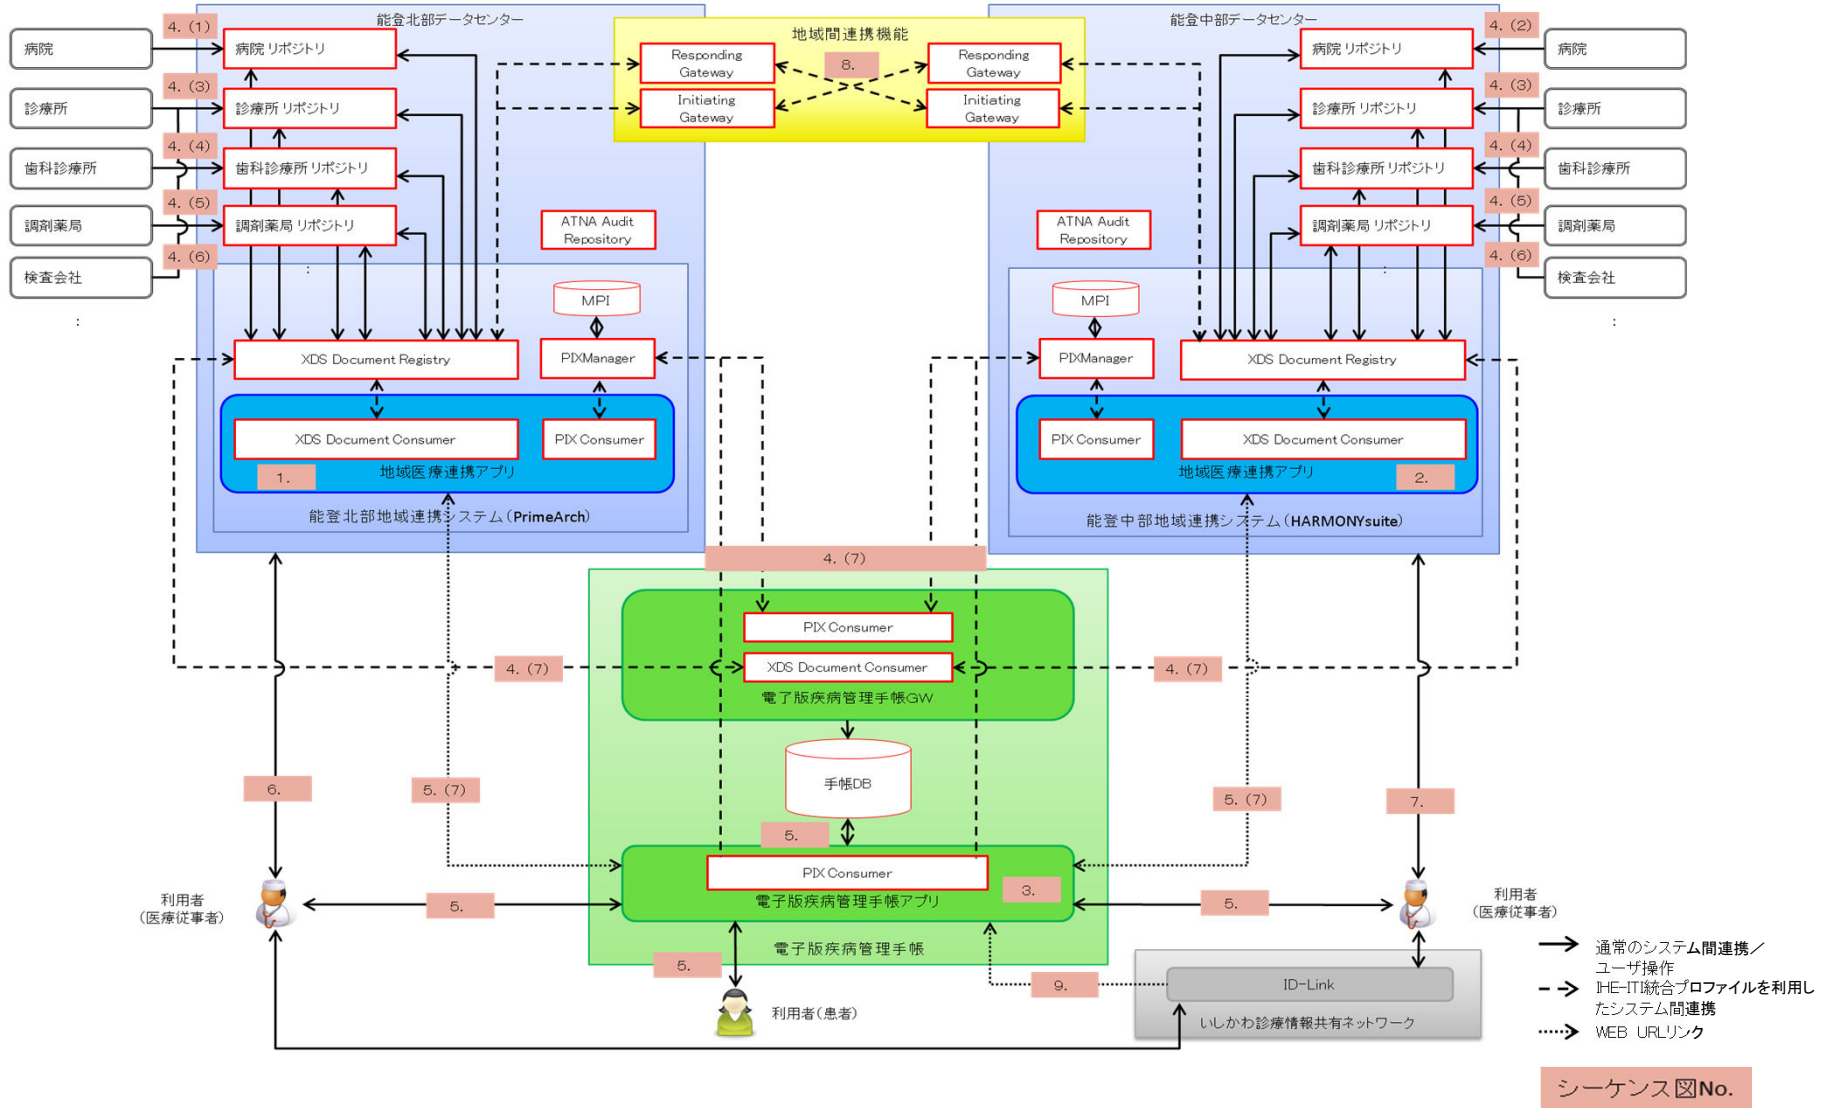 能登北部データセンター
能登中部データセンター
地域間連携機能
4. (1)
病院
病院 リポジトリ
Responding
Gateway
8.
Responding
Gateway
病院 リポジトリ
4. (2)
病院
4. (3)
診療所
診療所 リポジトリ
Initiating
Gateway
Initiating
Gateway
診療所 リポジトリ
4. (3)
診療所
4. (4)
歯科診療所
歯科診療所 リポジトリ
歯科診療所 リポジトリ
4. (4)
歯科診療所
4. (5)
調剤薬局
調剤薬局 リポジトリ
ATNA Audit
Repository
ATNA Audit
Repository
調剤薬局 リポジトリ
4. (5)
調剤薬局
4. (6)
検査会社
:
:
4. (6)
検査会社
:
:
MPI
MPI
XDS Document Registry
PIXManager
PIXManager
XDS Document Registry
XDS Document Consumer
PIX Consumer
PIX Consumer
XDS Document Consumer
1.
地域医療連携アプリ
地域医療連携アプリ
2.
能登北部地域連携システム(PrimeArch)
能登中部地域連携システム(HARMONYsuite)
4. (7)
PIX Consumer
4. (7)
XDS Document Consumer
4. (7)
電了版疾病管理手帳GW
手帳DB
6.
5. (7)
5. (7)
7.
5.
PIX Consumer
3.
電子版疾病管理手帳アプリ
利用者
(医療従事者)
5.
5.
利用者
(医療従事者)
電子版疾病管理手帳
5.
9.
ID-Link
いしかわ診療情報共有ネットワーク
利用者(患者)
通常のシステム間連携／
ユーザ操作
IHE-ITI統合プロファイルを利用し
たシステム間連携
WEB URLリンク
シーケンス図No.